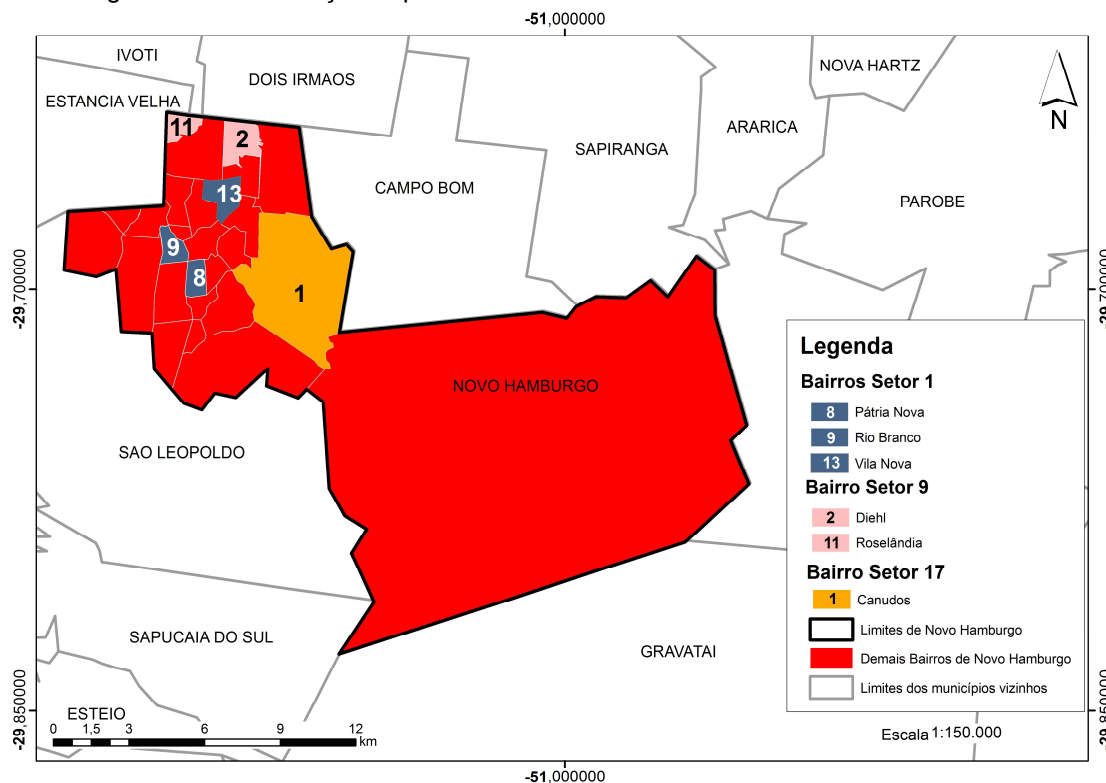 -51,000000
IVOTI
DOIS IRMAOS
NOVA HARTZ
ESTANCIA VELHA
11
2
ARARICA
N
SAPIRANGA
CAMPO BOM
13
PAROBE
9
8
1
-29,700000
-29,700000
NOVO HAMBURGO
SAO LEOPOLDO
SAPUCAIA DO SUL
GRAVATAI
ESTEIO
Legenda
Bairros Setor 1
8 Pátria Nova
9 Rio Branco
13 Vila Nova
Bairro Setor 9
2 Diehl
11 Roselândia
Bairro Setor 17
1 Canudos
Limites de Novo Hamburgo
Demais Bairros de Novo Hamburgo
Limites dos municípios vizinhos
Escala 1:150.000
-29,850000
-29,850000
0 1,5 3 6 9 12
km
-51,000000